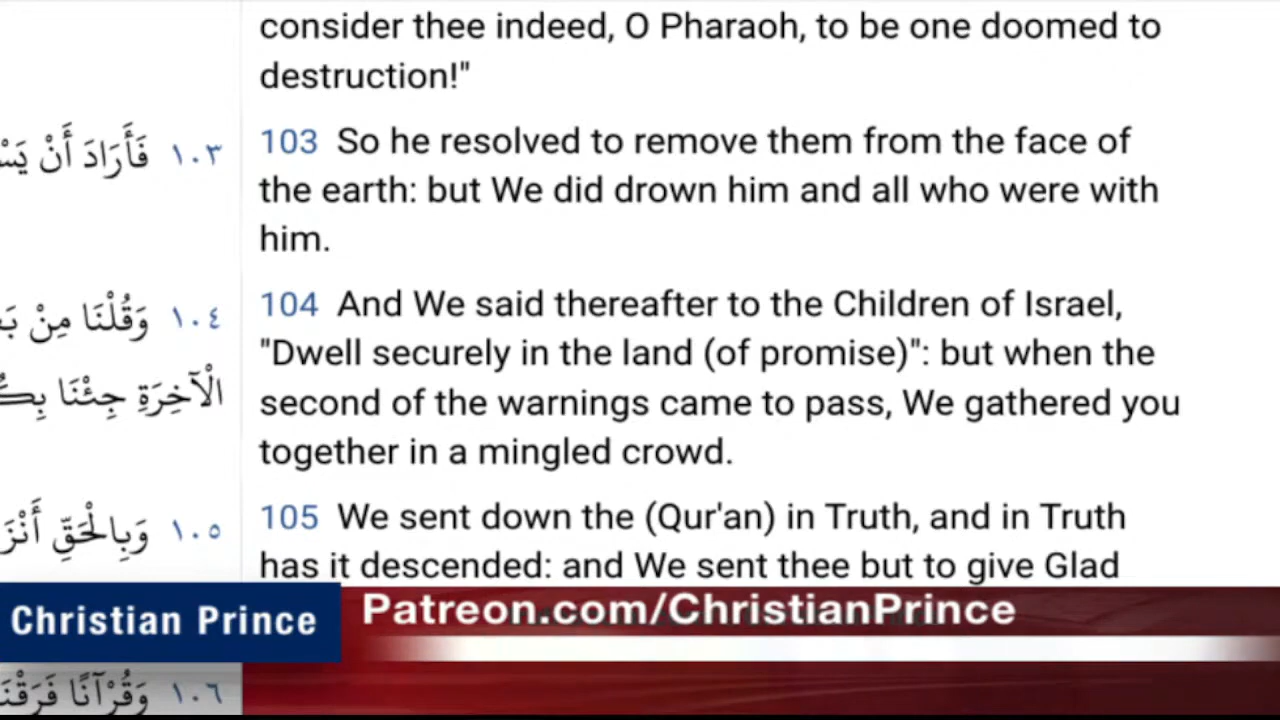 consider thee indeed, O Pharaoh, to be one doomed to
destruction!"
١٠٣ فَأَرَادَ أَنْ
103 So he resolved to remove them from the face of
the earth: but We did drown him and all who were with
him.
١٠٤ وَقُلْنَا مِنْ
الْآخِرَةِ جِئْنَا
104 And We said thereafter to the Children of Israel,
"Dwell securely in the land (of promise)": but when the
second of the warnings came to pass, We gathered you
together in a mingled crowd.
١٠٥ وَبِالْحَقِّ
105 We sent down the (Qur'an) in Truth, and in Truth
has it descended: and We sent thee but to give Glad
Christian Prince
Patreon.com/ChristianPrince
١٠٦ وَقُرْآنًا